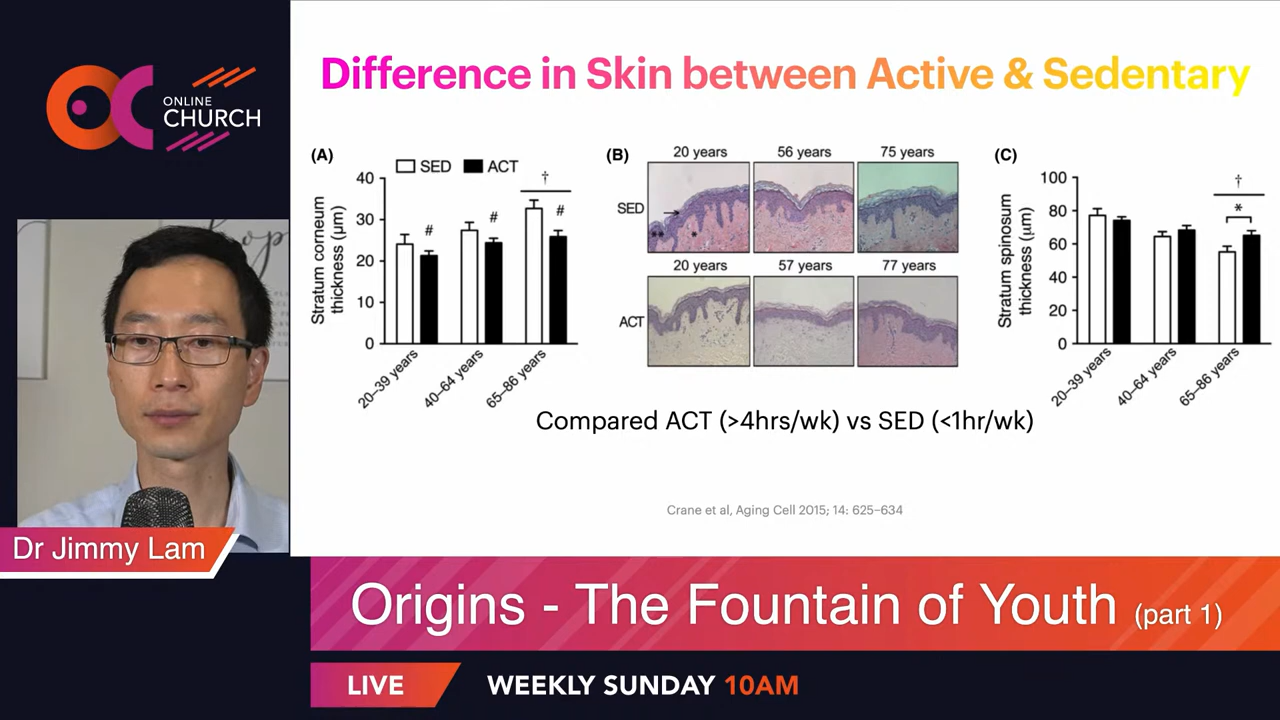 Difference in Skin between Active & Sedentary
ONLINE
CHURCH
(A)
SED
ACT
Stratum corneum
thickness (μm)
40
30
20
10
0
†
#
#
#
20–39 years
40–64 years
65–86 years
(B)
20 years
56 years
75 years
SED
**
*
20 years
57 years
77 years
ACT
(C)
Stratum spinosum
thickness (μm)
100
80
60
40
20
0
†
*
20–39 years
40–64 years
65–86 years
Compared ACT (>4hrs/wk) vs SED (<1hr/wk)
Crane et al, Aging Cell 2015; 14: 625–634
Dr Jimmy Lam
Origins - The Fountain of Youth (part 1)
LIVE
WEEKLY SUNDAY 10AM